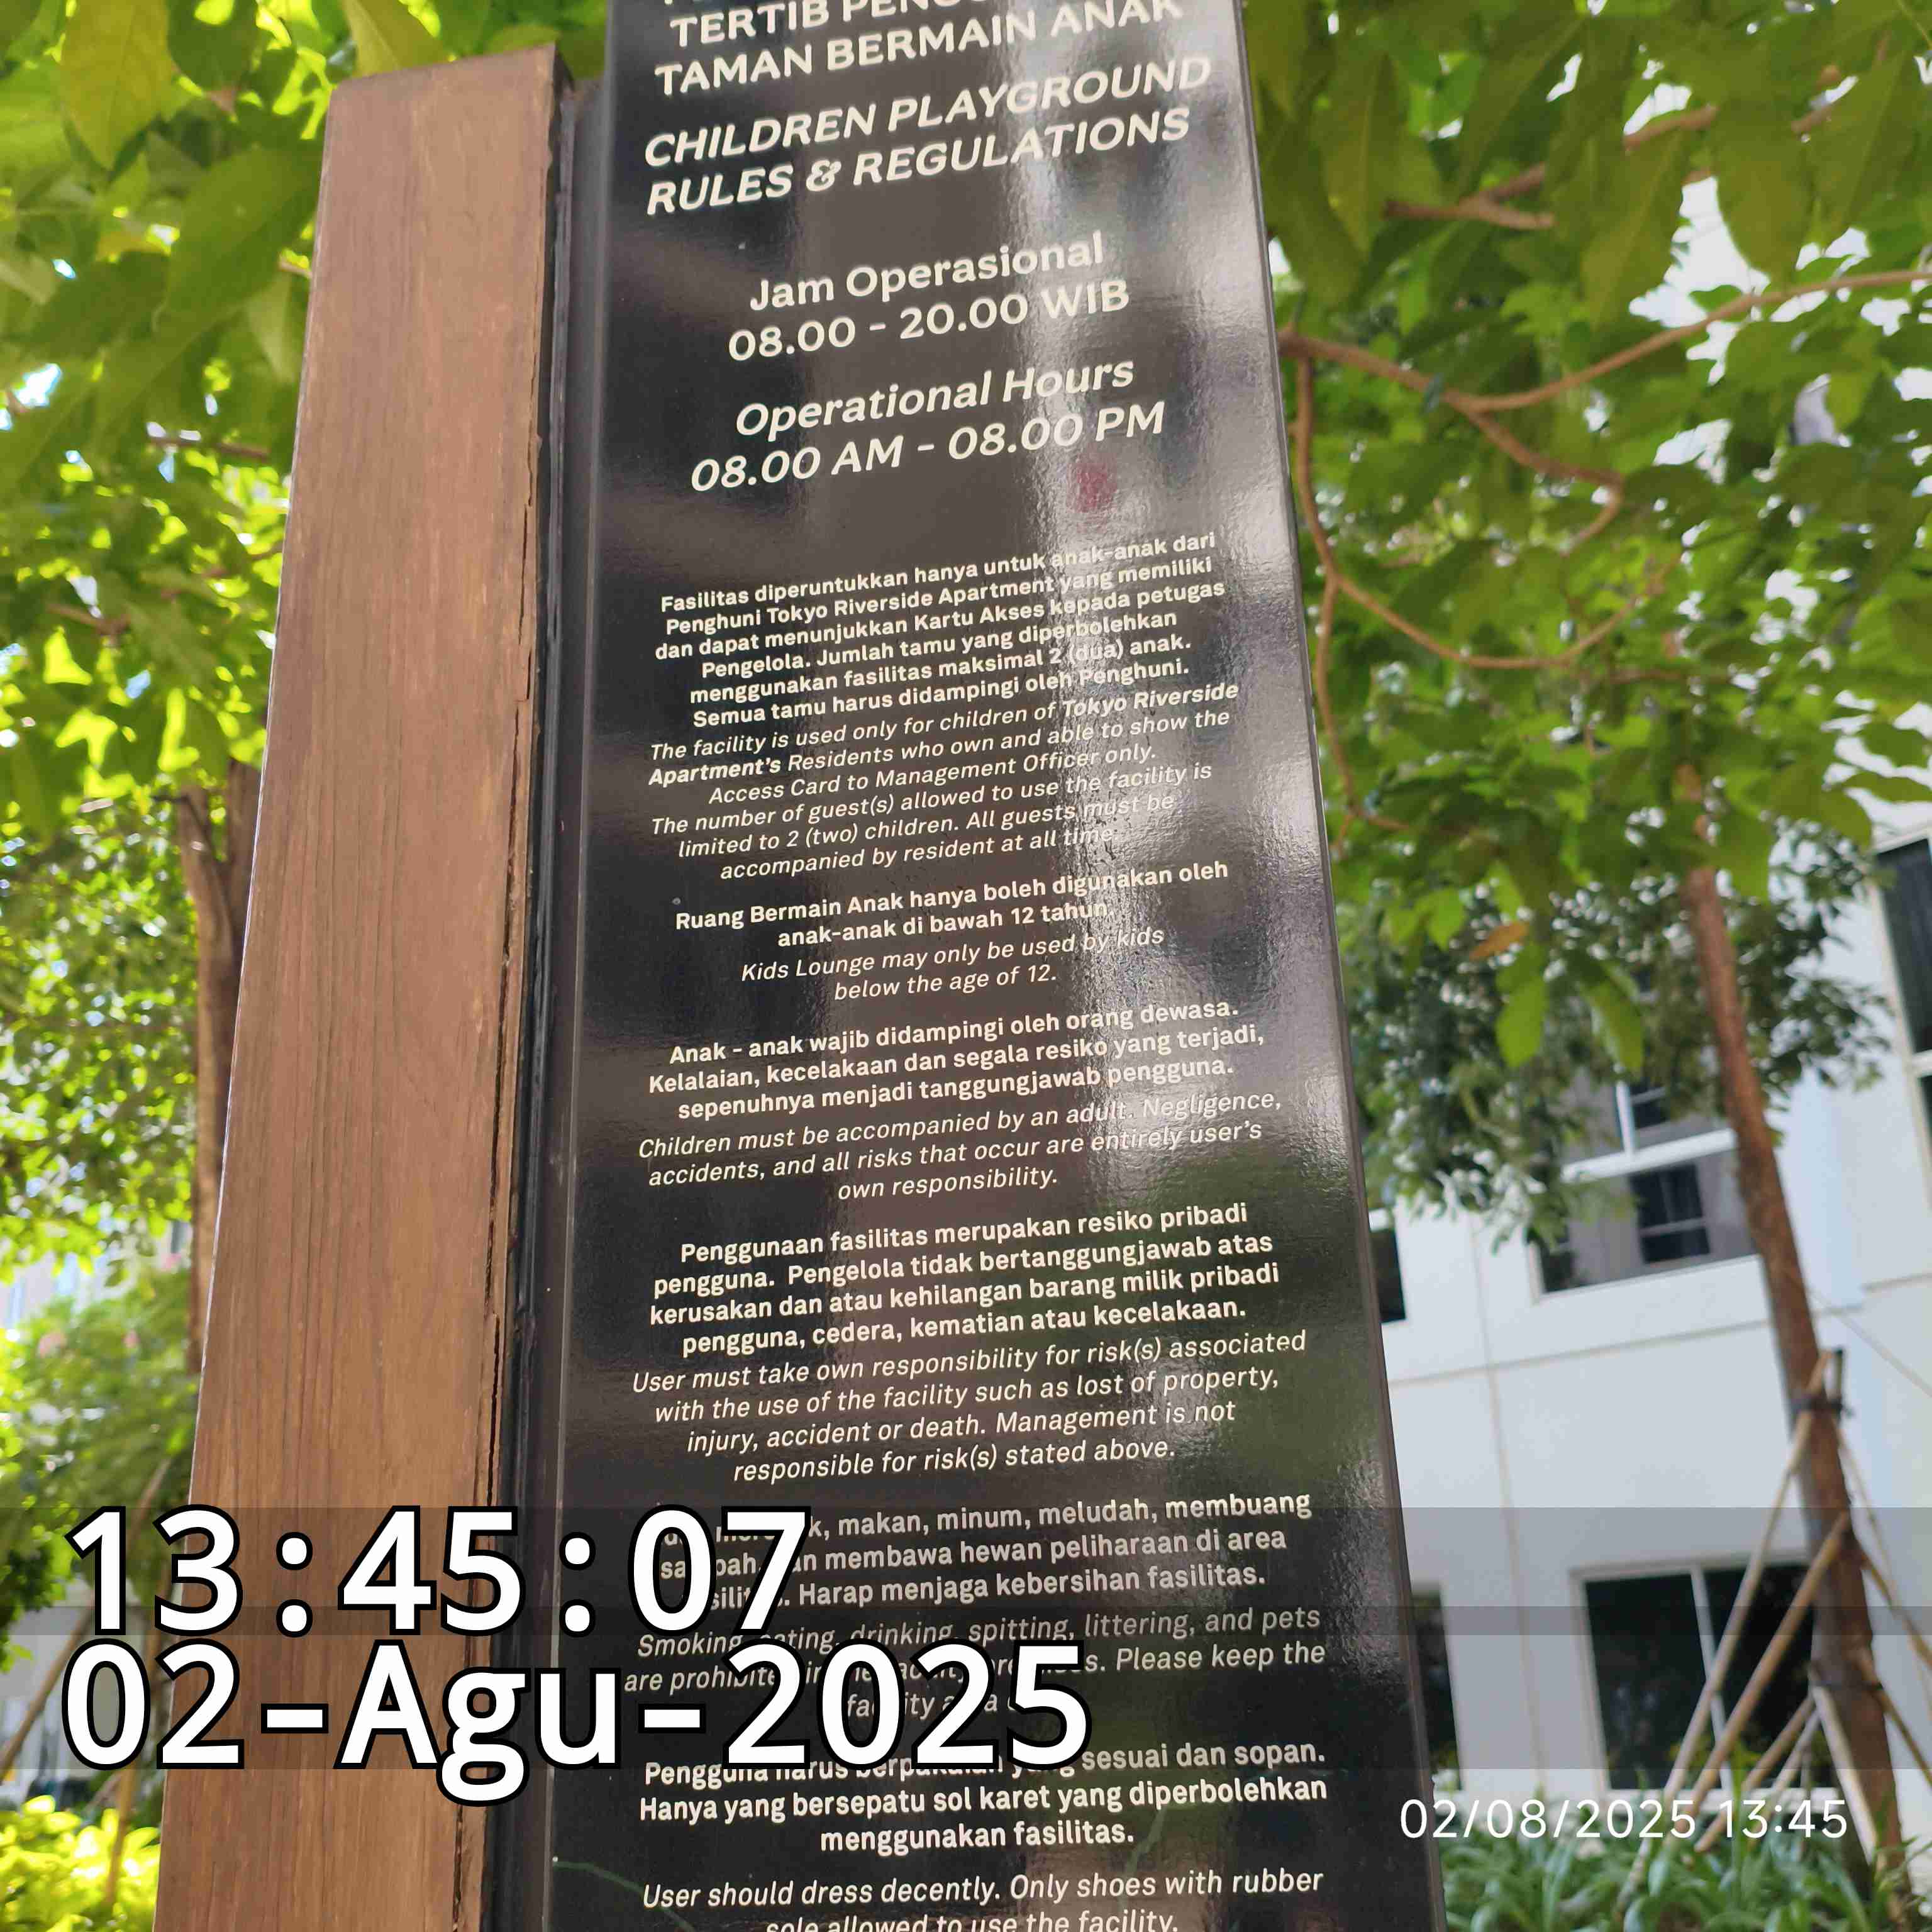 TERTIB
TAMAN BERMAIN ANAK
CHILDREN PLAYGROUND
RULES & REGULATIONS
Jam Operasional
08.00 - 20.00 WIB
Operational Hours
08.00 AM - 08.00 PM
Fasilitas diperuntukkan hanya untuk anak-anak dari
Penghuni Tokyo Riverside Apartment yang memiliki
dan dapat menunjukkan Kartu Akses kepada petugas
Pengelola. Jumlah tamu yang diperbolehkan
menggunakan fasilitas maksimal 2 (dua) anak.
Semua tamu harus didampingi oleh Penghuni.
The facility is used only for children of Tokyo Riverside
Apartment's Residents who own and able to show the
Access Card to Management Officer only.
The number of guest(s) allowed to use the facility is
limited to 2 (two) children. All guests must be
accompanied by resident at all time.
Ruang Bermain Anak hanya boleh digunakan oleh
anak-anak di bawah 12 tahun.
Kids Lounge may only be used by kids
below the age of 12.
Anak - anak wajib didampingi oleh orang dewasa.
Kelalaian, kecelakaan dan segala resiko yang terjadi,
sepenuhnya menjadi tanggungjawab pengguna.
Children must be accompanied by an adult. Negligence,
accidents, and all risks that occur are entirely user's
own responsibility.
Penggunaan fasilitas merupakan resiko pribadi
pengguna. Pengelola tidak bertanggungjawab atas
kerusakan dan atau kehilangan barang milik pribadi
pengguna, cedera, kematian atau kecelakaan.
User must take own responsibility for risk(s) associated
with the use of the facility such as lost of property,
injury, accident or death. Management is not
responsible for risk(s) stated above.
makan, minum, meludah, membuang
membawa hewan peliharaan di area
Harap menjaga kebersihan fasilitas.
Smoking, eating, drinking, spitting, littering, and pets
are prohibited Please keep the
Pengguna harus sesuai dan sopan.
Hanya yang bersepatu sol karet yang diperbolehkan
menggunakan fasilitas.
User should dress decently. Only shoes with rubber
sole allowed to use the facility.
13:45:07
02-Agu-2025
02/08/2025 13:45